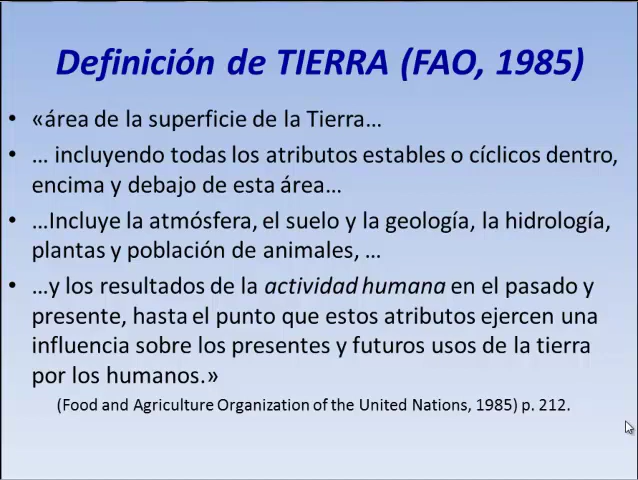 Definición de TIERRA (FAO, 1985)
• «área de la superficie de la Tierra…
• … incluyendo todas los atributos estables o cíclicos dentro,
encima y debajo de esta área…
• …Incluye la atmósfera, el suelo y la geología, la hidrología,
plantas y población de animales, …
• …y los resultados de la actividad humana en el pasado y
presente, hasta el punto que estos atributos ejercen una
influencia sobre los presentes y futuros usos de la tierra
por los humanos.»
(Food and Agriculture Organization of the United Nations, 1985) p. 212.